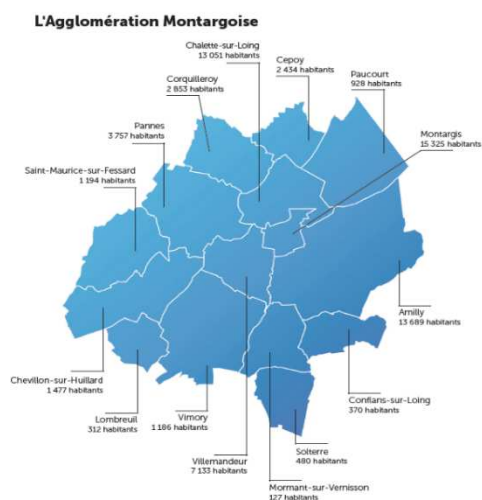 L'Agglomération Montargoise
Chalette-sur-Loing
13 051 habitants
Cepoy
2 434 habitants
Corquilleroy
2 853 habitants
Paucourt
928 habitants
Pannes
3 757 habitants
Montargis
15 325 habitants
Saint-Maurice-sur-Fessard
1 194 habitants
Amilly
13 689 habitants
Chevillon-sur-Huillard
1 477 habitants
Conflans-sur-Loing
370 habitants
Lombreuil
312 habitants
Vimory
1 186 habitants
Solterre
480 habitants
Villemandeur
7 133 habitants
Mormant-sur-Vernisson
127 habitants